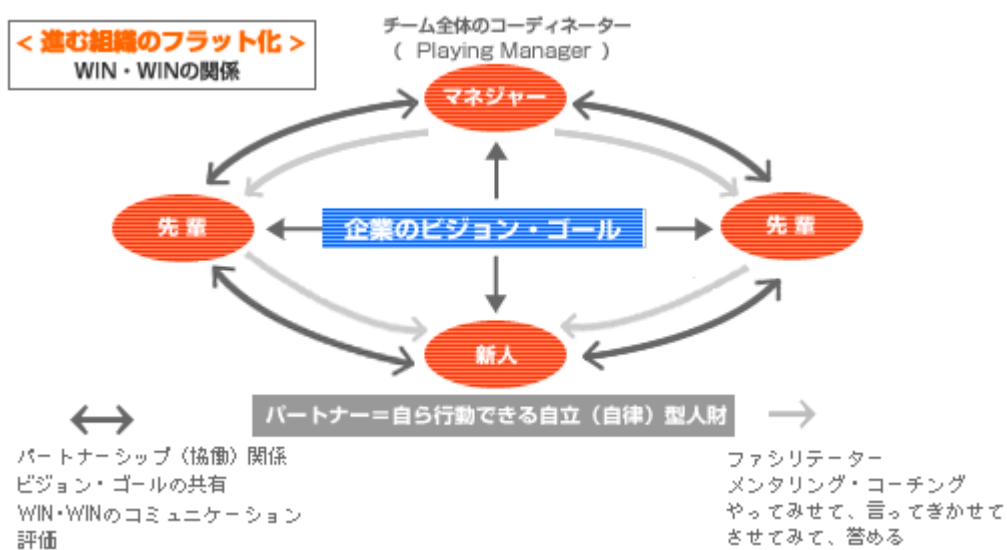 < 進む組織のフラット化 >
WIN・WINの関係
チーム全体のコーディネーター
( Playing Manager )
マネジャー
先輩
企業のビジョン・ゴール
先輩
新人
パートナー＝自ら行動できる自立（自律）型人財
パートナーシップ（協働）関係
ビジョン・ゴールの共有
WIN・WINのコミュニケーション
評価
ファシリテーター
メンタリング・コーチング
やってみせて、言ってきかせて
させてみて、誉める